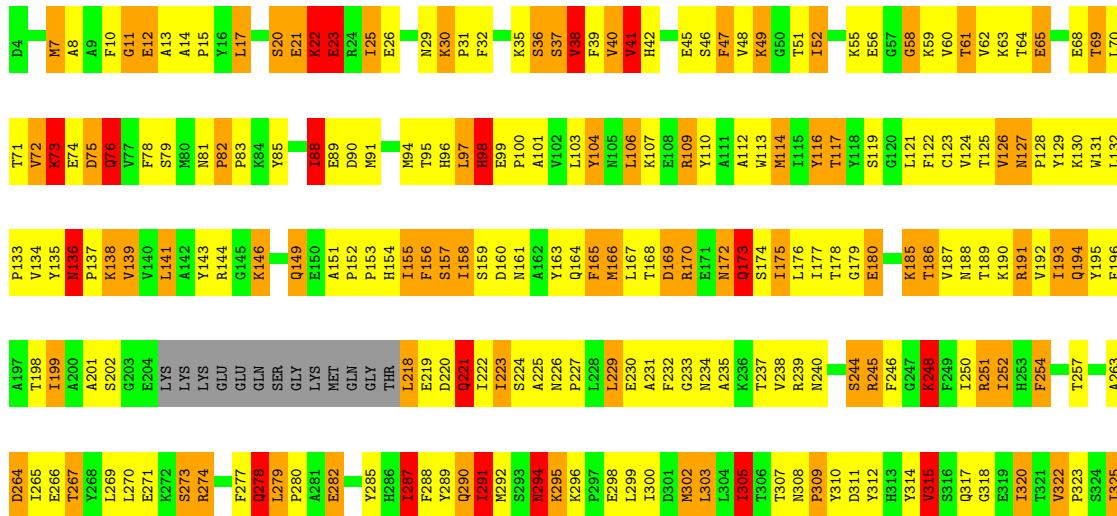 D4 M7 A8 A9 F10 G11 E12 A13 A14 P15 Y16 L17 S20 E21 K22 E23 R24 I25 E26 N29 K30 P31 F32 K35 S36 S37 V38 F39 V40 V41 H42 E45 S46 F47 V48 K49 G50 T51 I52 K55 E56 G57 G58 K59 V60 T61 V62 K63 T64 E65 E68 T69 L70
T71 V72 K73 E74 D75 Q76 V77 F78 S79 M80 N81 P82 P83 K84 Y85 I88 E89 D90 M91 M94 T95 H96 L97 H98 E99 P100 A101 V102 L103 Y104 N105 L106 K107 E108 R109 Y110 A111 A112 W113 M114 I115 Y116 T117 Y118 S119 G120 L121 F122 C123 V124 T125 V126 N127 P128 Y129 K130 W131 L132
P133 V134 Y135 N136 P137 K138 V139 V140 L141 A142 Y143 R144 G145 K146 Q149 E150 A151 P152 P153 H154 I155 F156 S157 I158 S159 D160 N161 A162 Y163 Q164 F165 M166 L167 T168 D169 R170 E171 N172 Q173 S174 I175 L176 I177 T178 G179 E180 K185 T186 V187 N188 T189 K190 R191 V192 I193 Q194 Y195 F196
A197 T198 I199 A200 A201 S202 G203 E204 LYS LYS LYS GLU GLU GLN SER GLY LYS MET GLN GLY THR L218 E219 D220 Q221 I222 I223 S224 A225 N226 P227 L228 L229 E230 A231 F232 G233 N234 A235 K236 T237 V238 R239 N240 S244 R245 F246 G247 K248 F249 I250 R251 I252 H253 F254 T257 A263
D264 I265 E266 T267 Y268 L269 L270 E271 K272 S273 R274 F277 Q278 L279 P280 A281 E282 Y285 H286 I287 F288 Y289 Q290 I291 M292 S293 N294 K295 K296 P297 E298 L299 I300 D301 M302 L303 L304 I305 T306 T307 N308 P309 Y310 D311 Y312 H313 Y314 V315 S316 Q317 G318 E319 I320 T321 V322 P323 S324 I325